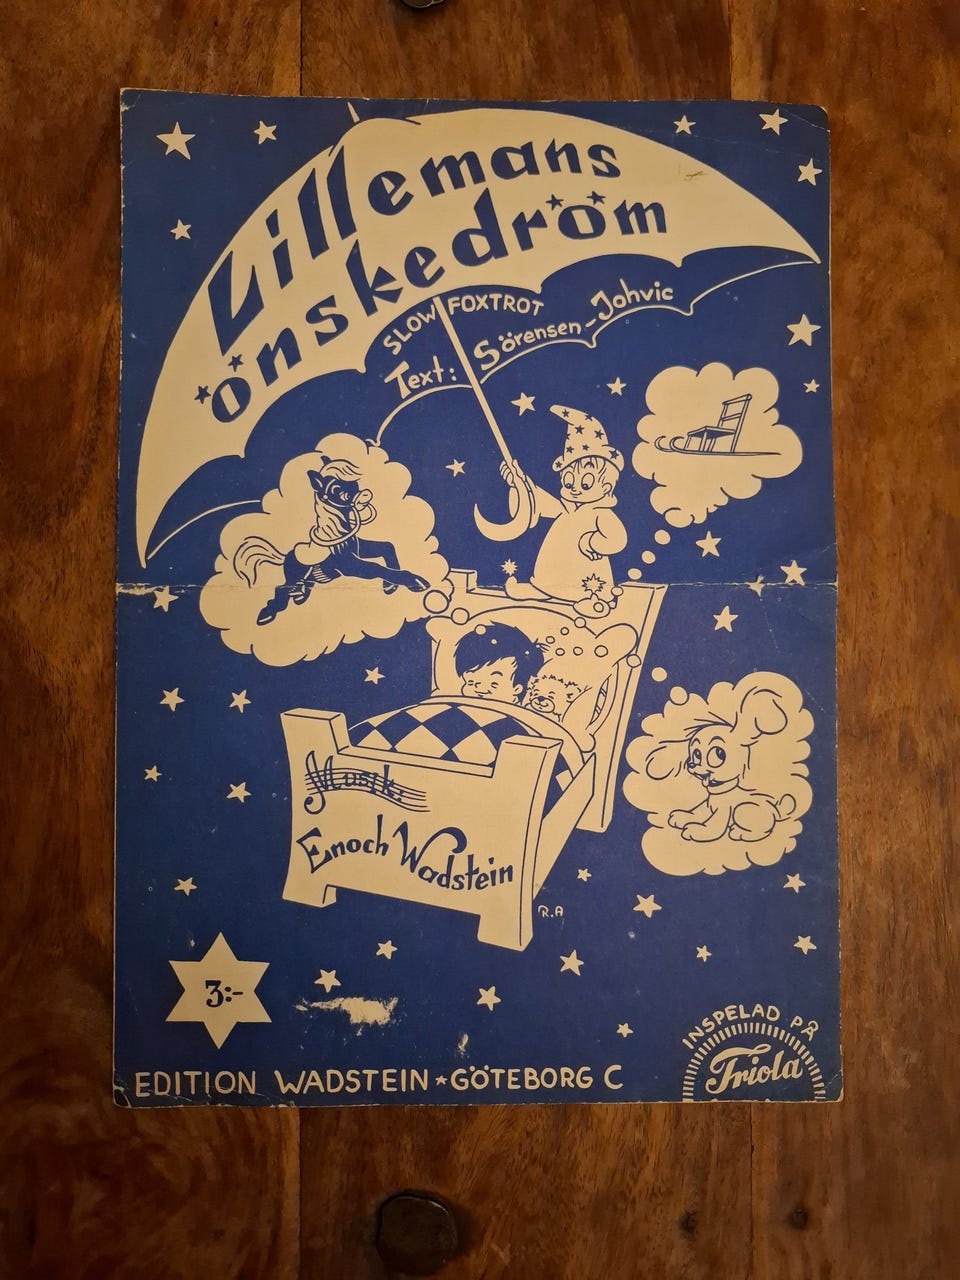 Lillemans
önskedröm
SLOW FOXTROT
Text: Sörensen-Johvic
Musik:
Enoch Wadstein
R.A
3:-
INSPELAD PÅ
Triola
EDITION WADSTEIN ★ GÖTEBORG C